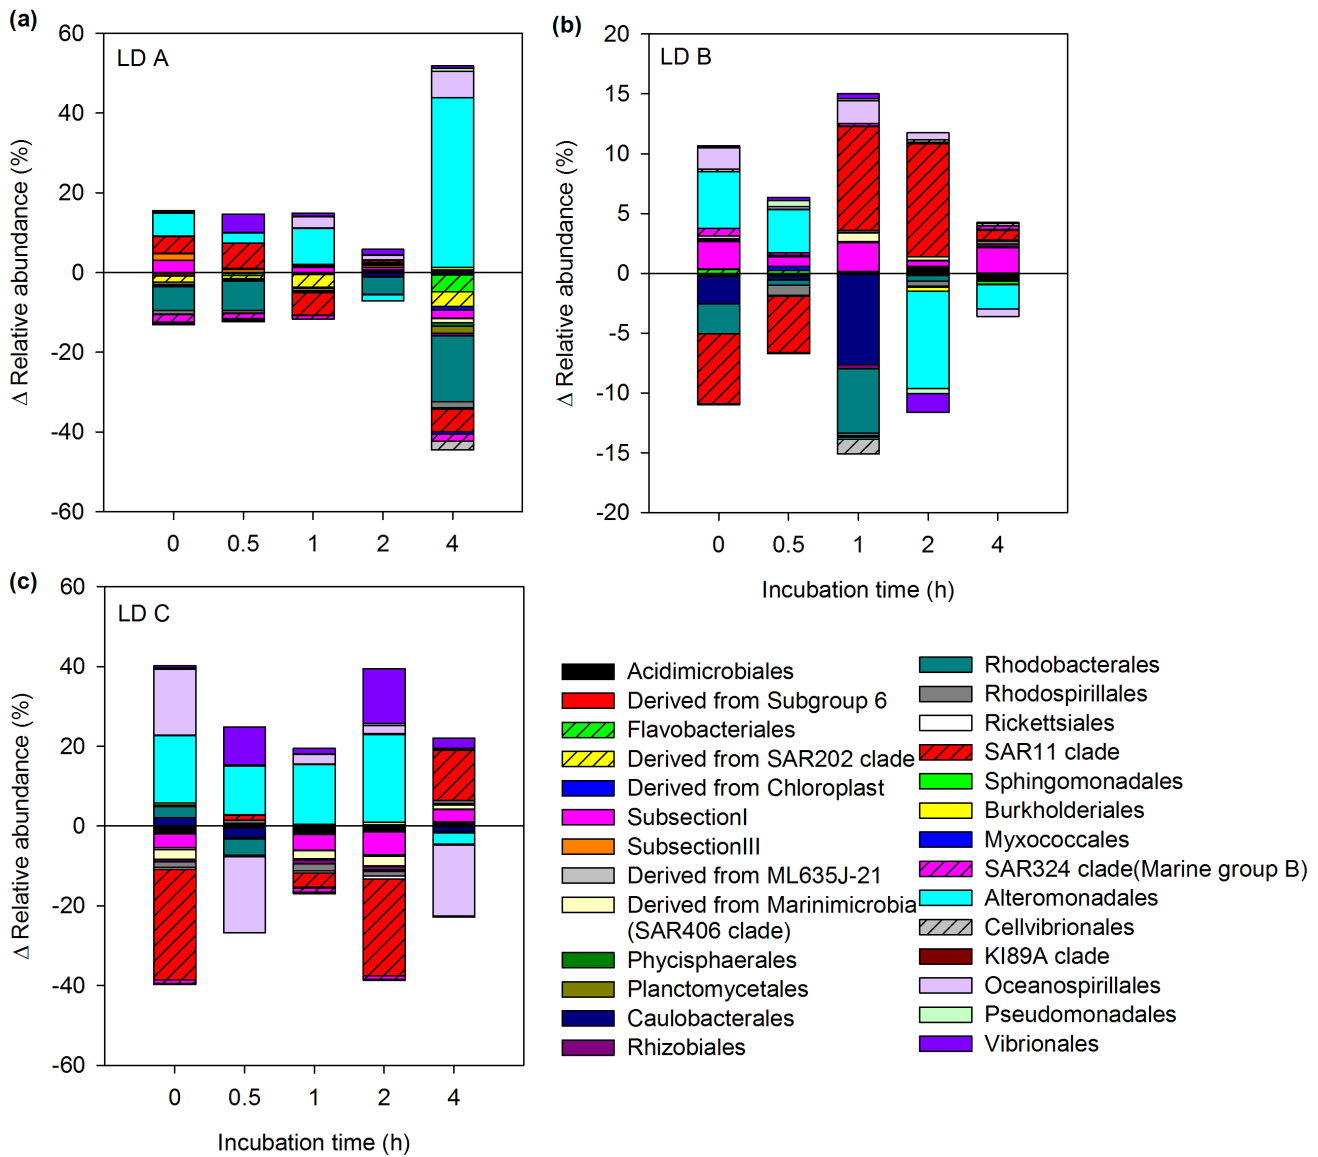 (a)
LD A
60
40
20
0
-20
-40
-60
Δ Relative abundance (%)
0 0.5 1 2 4
(b)
LD B
20
15
10
5
0
-5
-10
-15
-20
Δ Relative abundance (%)
0 0.5 1 2 4
Incubation time (h)
(c)
LD C
60
40
20
0
-20
-40
-60
Δ Relative abundance (%)
0 0.5 1 2 4
Incubation time (h)
Acidimicrobiales
Derived from Subgroup 6
Flavobacteriales
Derived from SAR202 clade
Derived from Chloroplast
SubsectionI
SubsectionIII
Derived from ML635J-21
Derived from Marinimicrobia
(SAR406 clade)
Phycisphaerales
Planctomycetales
Caulobacterales
Rhizobiales
Rhodobacterales
Rhodospirillales
Rickettsiales
SAR11 clade
Sphingomonadales
Burkholderiales
Myxococcales
SAR324 clade(Marine group B)
Alteromonadales
Cellvibrionales
KI89A clade
Oceanospirillales
Pseudomonadales
Vibrionales